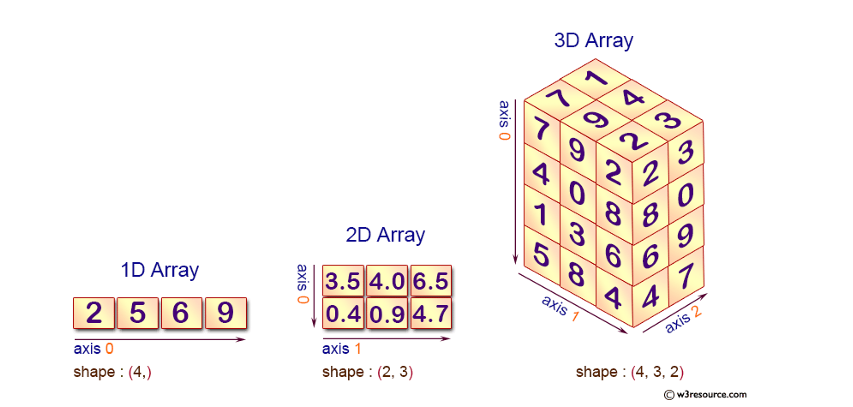 1D Array
2 5 6 9
axis 0
shape : (4,)
2D Array
axis 0
3.5 4.0 6.5
0.4 0.9 4.7
axis 1
shape : (2, 3)
3D Array
axis 0
1 4 3
7 9 2
7 9 2
4 0 8
1 3 6
5 8 4
2 3
8 0
6 9
4 7
axis 1
axis 2
shape : (4, 3, 2)
© w3resource.com